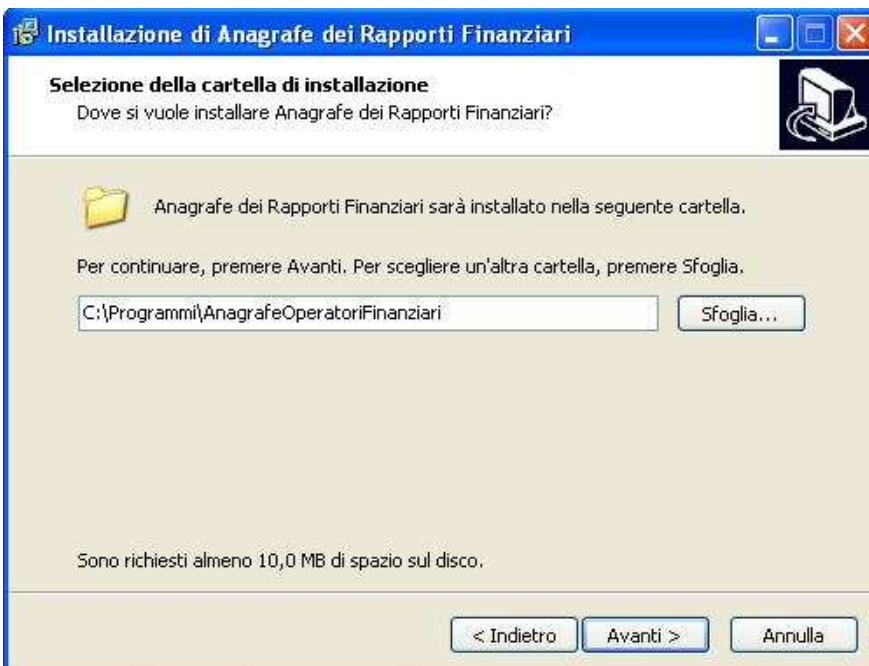 Installazione di Anagrafe dei Rapporti Finanziari
Selezione della cartella di installazione
Dove si vuole installare Anagrafe dei Rapporti Finanziari?
Anagrafe dei Rapporti Finanziari sarà installato nella seguente cartella.
Per continuare, premere Avanti. Per scegliere un'altra cartella, premere Sfoglia.
C:\Programmi\AnagrafeOperatoriFinanziari
Sfoglia...
Sono richiesti almeno 10,0 MB di spazio sul disco.
< Indietro
Avanti >
Annulla